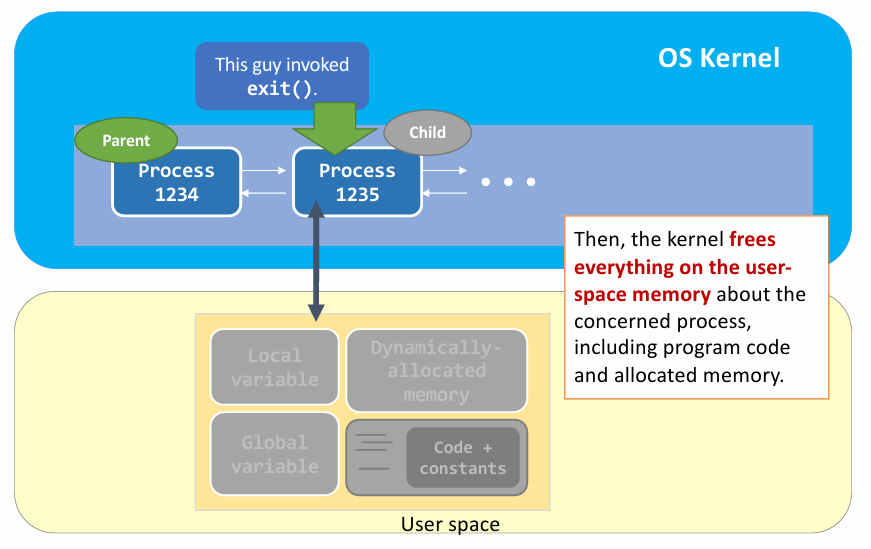 OS Kernel
This guy invoked
exit().
Parent
Child
Process
1234
Process
1235
• • •
Then, the kernel frees
everything on the user-
space memory about the
concerned process,
including program code
and allocated memory.
Local
variable
Dynamically-
allocated
memory
Global
variable
Code +
constants
User space